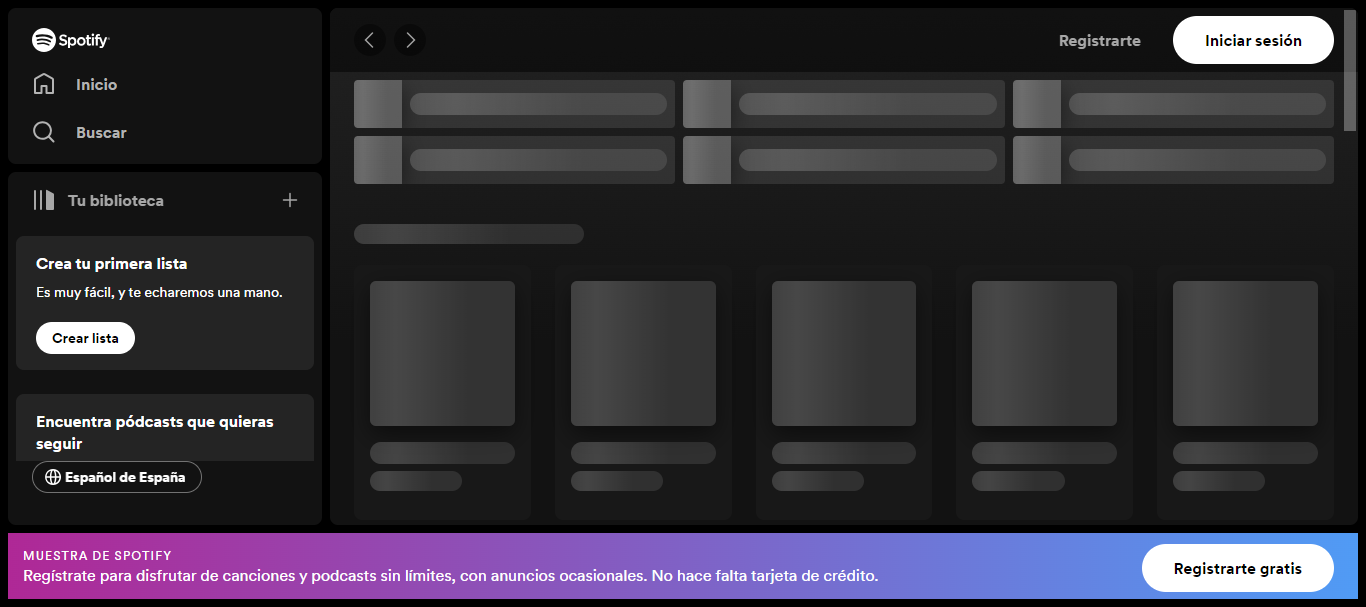 Spotify
Inicio
Buscar
Tu biblioteca
Crea tu primera lista
Es muy fácil, y te echaremos una mano.
Crear lista
Encuentra pódcasts que quieras
seguir
Español de España
Registrarte
Iniciar sesión
MUESTRA DE SPOTIFY
Regístrate para disfrutar de canciones y podcasts sin límites, con anuncios ocasionales. No hace falta tarjeta de crédito.
Registrarte gratis